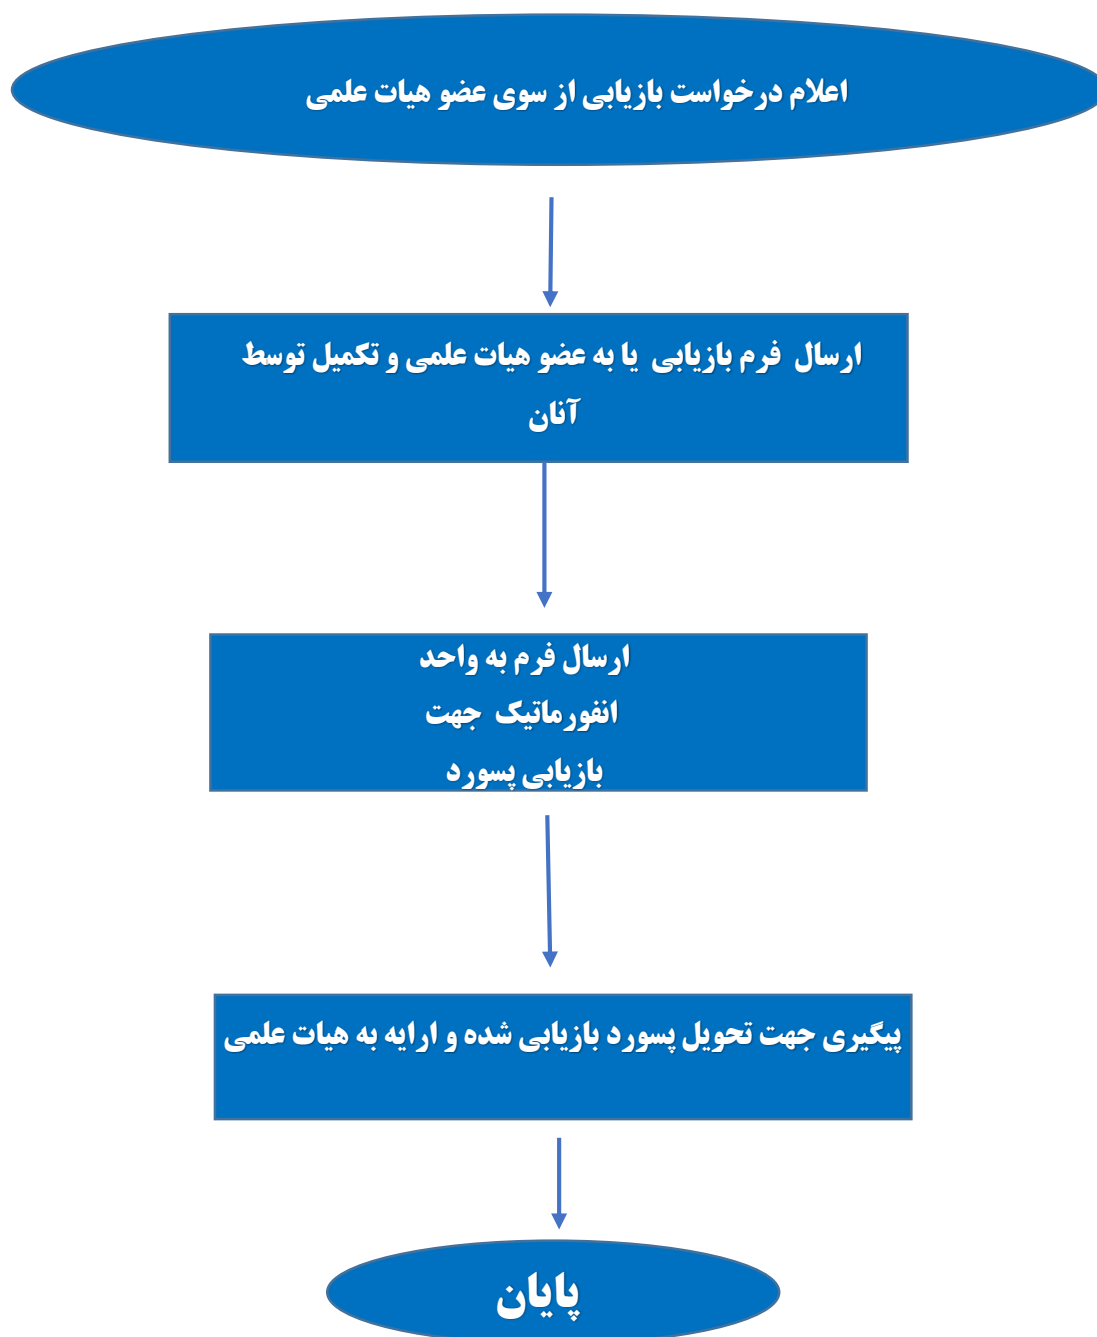 اعلام درخواست بازیابی از سوی عضو هیات علمی
ارسال فرم بازیابی یا به عضو هیات علمی و تکمیل توسط
آنان
ارسال فرم به واحد
انفورماتیک جهت
بازیابی پسورد
پیگیری جهت تحویل پسورد بازیابی شده و ارایه به هیات علمی
پایان